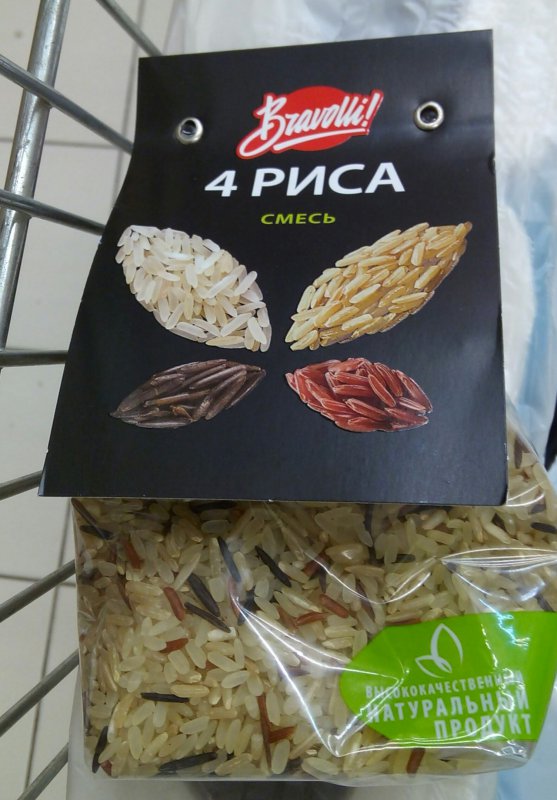 Bravolli!
4 РИСА
СМЕСЬ
ВЫСОКОКАЧЕСТВЕННЫЙ
НАТУРАЛЬНЫЙ
ПРОДУКТ